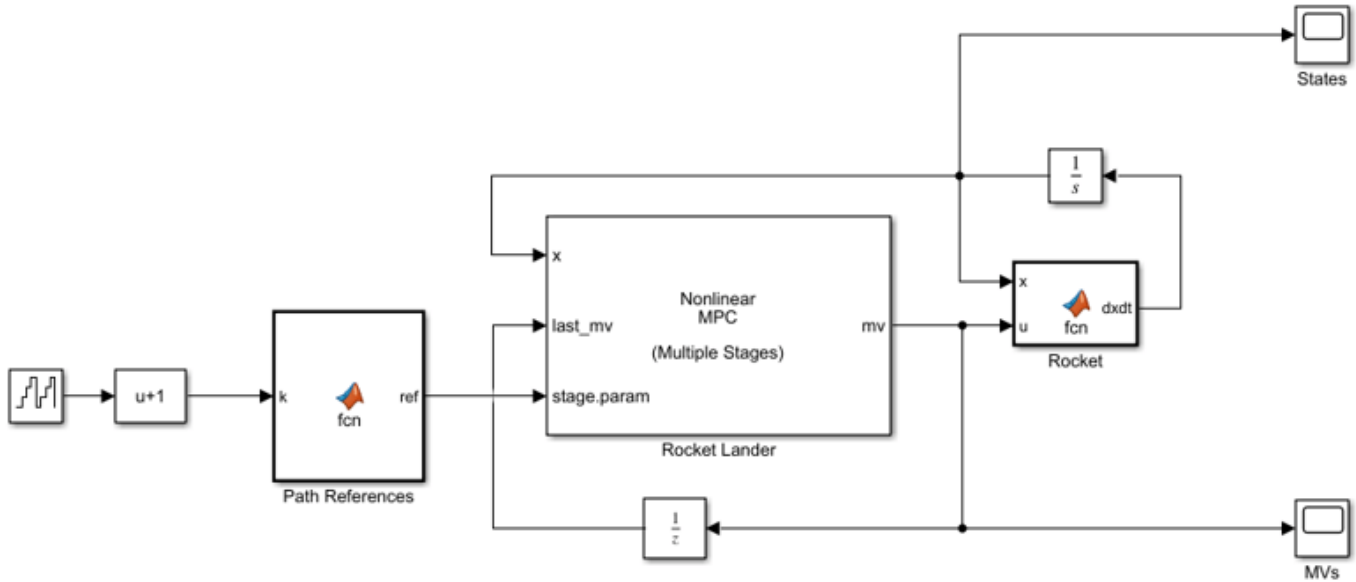 States
1
s
x
Nonlinear
MPC
(Multiple Stages)
last_mv
mv
stage.param
Rocket Lander
x
u
fcn
dxdt
Rocket
u+1
k
fcn
ref
Path References
1
z
MVs